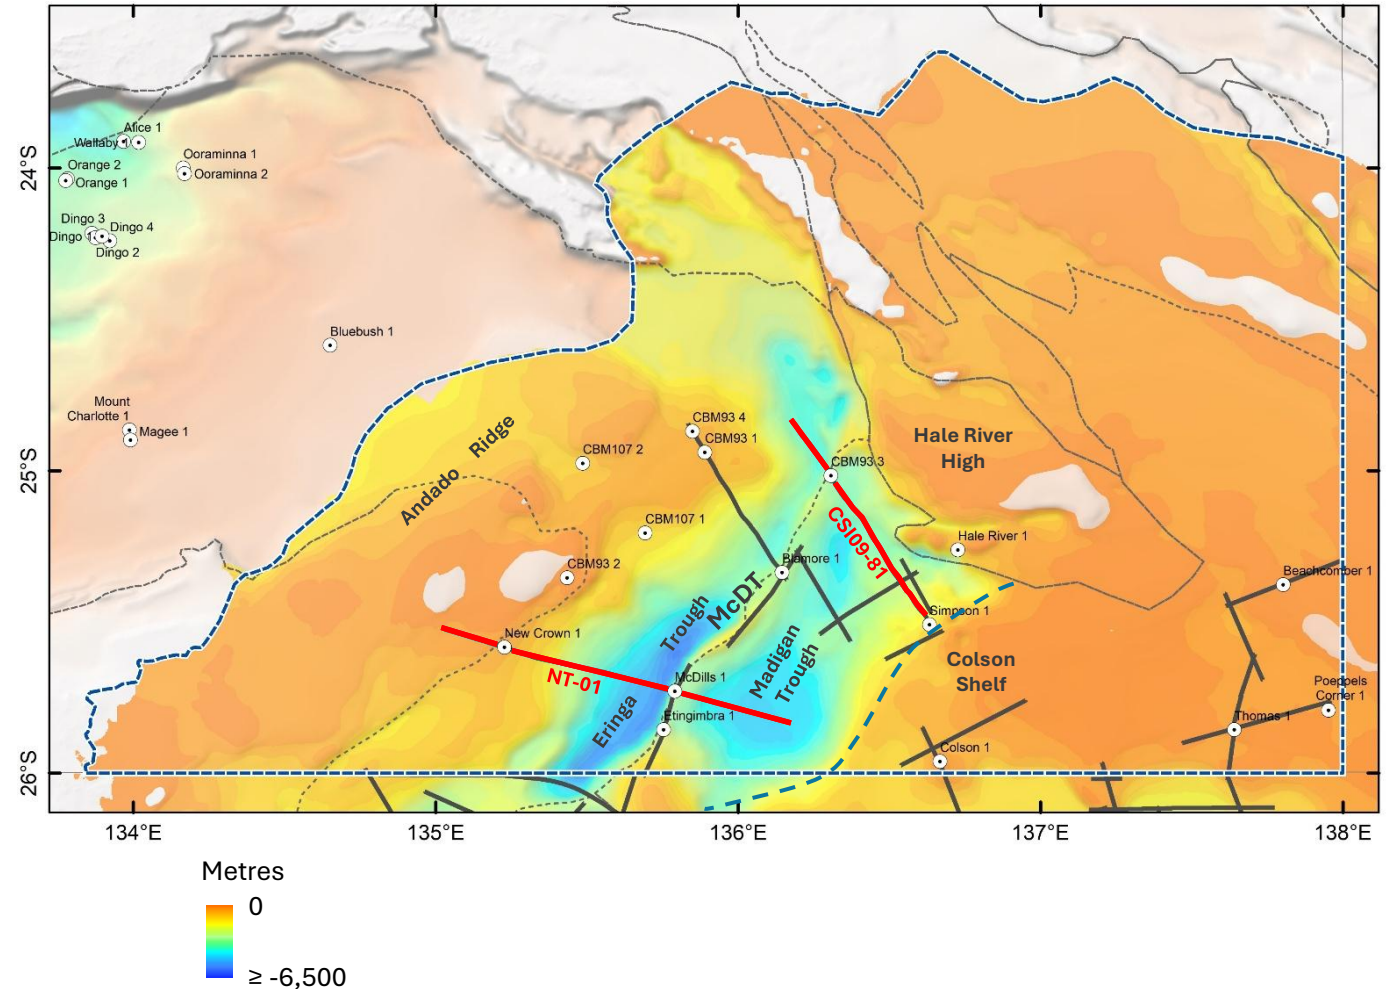 Alice 1
Wallaby 1
Orange 2
Orange 1
Ooraminna 1
Ooraminna 2
Dingo 3
Dingo 4
Dingo 1
Dingo 2
Bluebush 1
Mount
Charlotte 1
Magee 1
24°S
25°S
26°S
Andado Ridge
CBM107 2
CBM93 4
CBM93 1
CBM93 3
CBM107 1
CBM93 2
Hale River
High
CSI09-81
Hale River 1
Blamore 1
Beachcomber 1
McDT
Trough
Simpson 1
New Crown 1
NT-01
McDills 1
Madigan
Trough
Colson
Shelf
Eringa
Etingimbra 1
Poeppels
Corner 1
Thomas 1
Colson 1
134°E
135°E
136°E
137°E
138°E
Metres
0
≥ -6,500